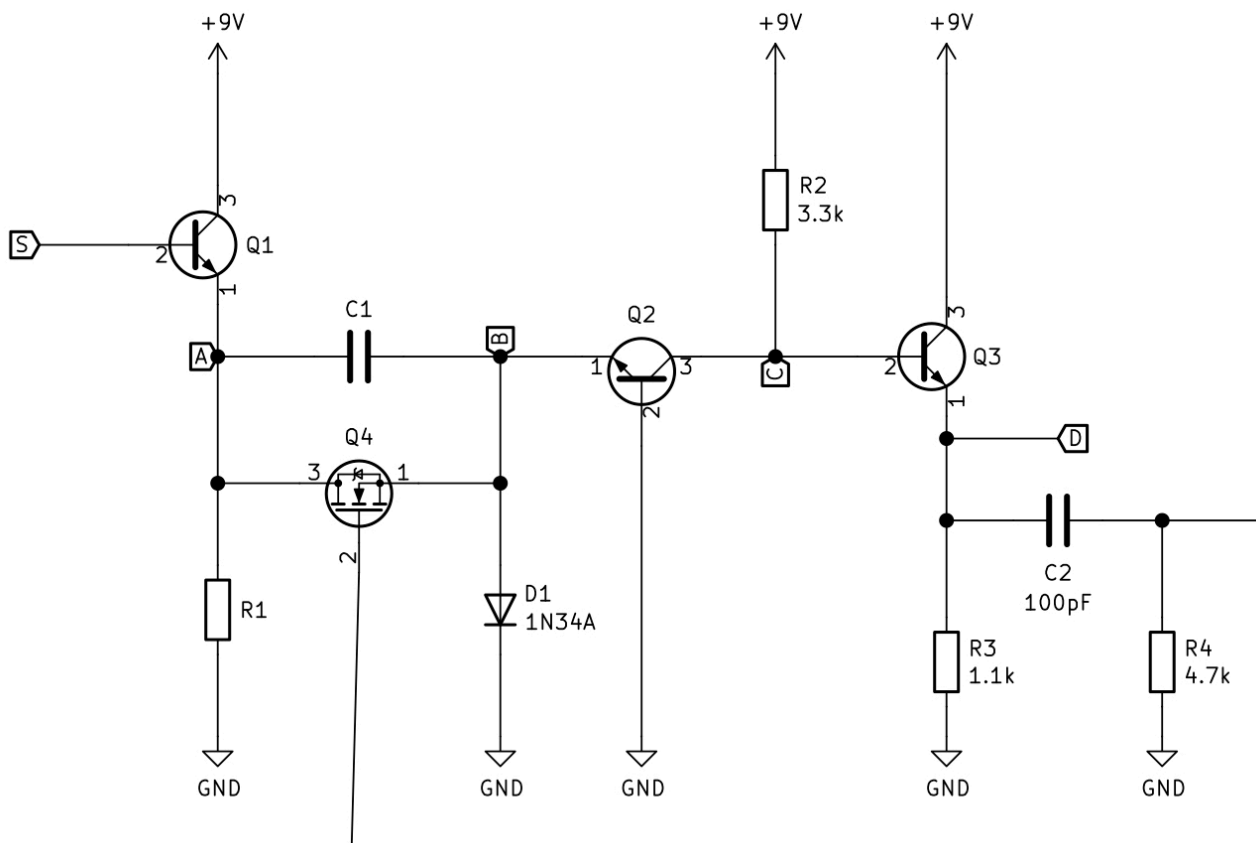 +9V
+9V
+9V
3
R2
3.3k
S
2
Q1
1
C1
Q2
3
A
B
1
3
2
Q3
C
2
1
Q4
D
3
1
2
C2
100pF
D1
1N34A
R1
R3
1.1k
R4
4.7k
GND
GND
GND
GND
GND